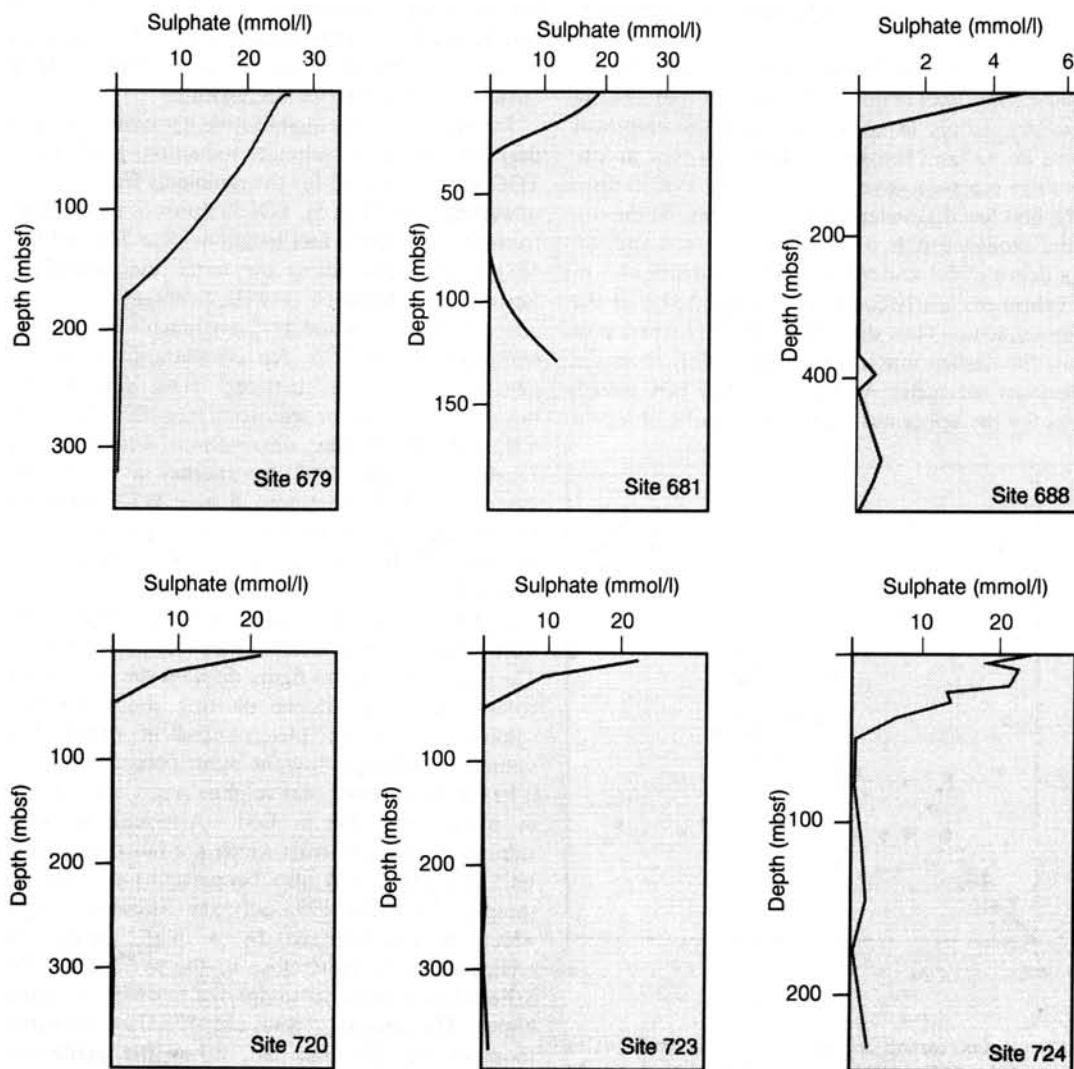 Sulphate (mmol/l)
10 20 30
Depth (mbsf)
100
200
300
Site 679
Sulphate (mmol/l)
10 20 30
Depth (mbsf)
50
100
150
Site 681
Sulphate (mmol/l)
2 4 6
Depth (mbsf)
200
400
Site 688
Sulphate (mmol/l)
10 20
Depth (mbsf)
100
200
300
Site 720
Sulphate (mmol/l)
10 20
Depth (mbsf)
100
200
300
Site 723
Sulphate (mmol/l)
10 20
Depth (mbsf)
100
200
Site 724